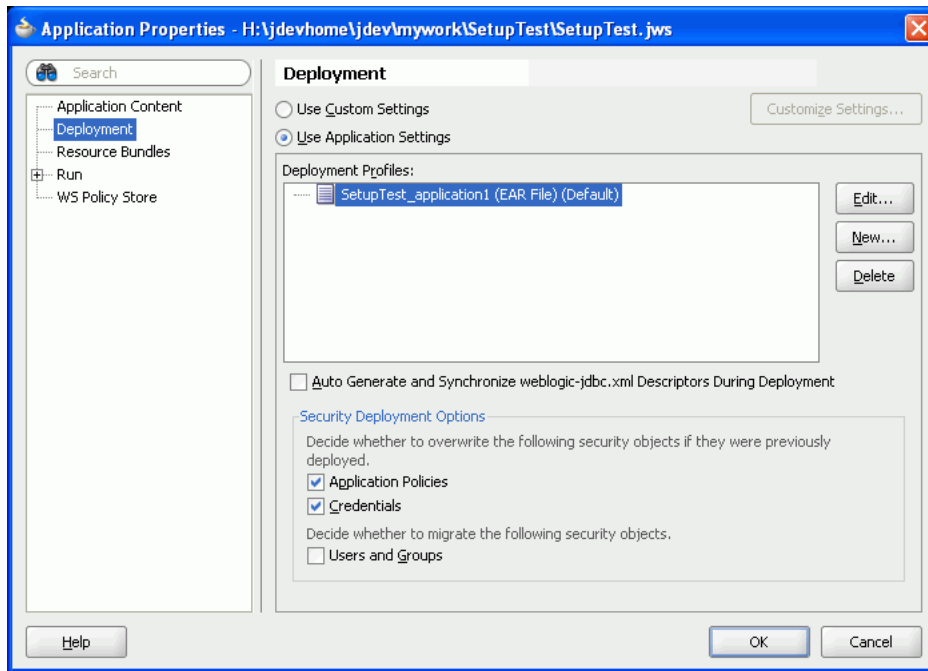 Application Properties - H:\jdevhome\jdev\mywork\SetupTest\SetupTest.jws
Search
Application Content
Deployment
Resource Bundles
Run
WS Policy Store
Deployment
Use Custom Settings
Customize Settings...
Use Application Settings
Deployment Profiles:
SetupTest_application1 (EAR File) (Default)
Edit...
New...
Delete
Auto Generate and Synchronize weblogic-jdbc.xml Descriptors During Deployment
Security Deployment Options
Decide whether to overwrite the following security objects if they were previously
deployed.
Application Policies
Credentials
Decide whether to migrate the following security objects.
Users and Groups
Help
OK
Cancel